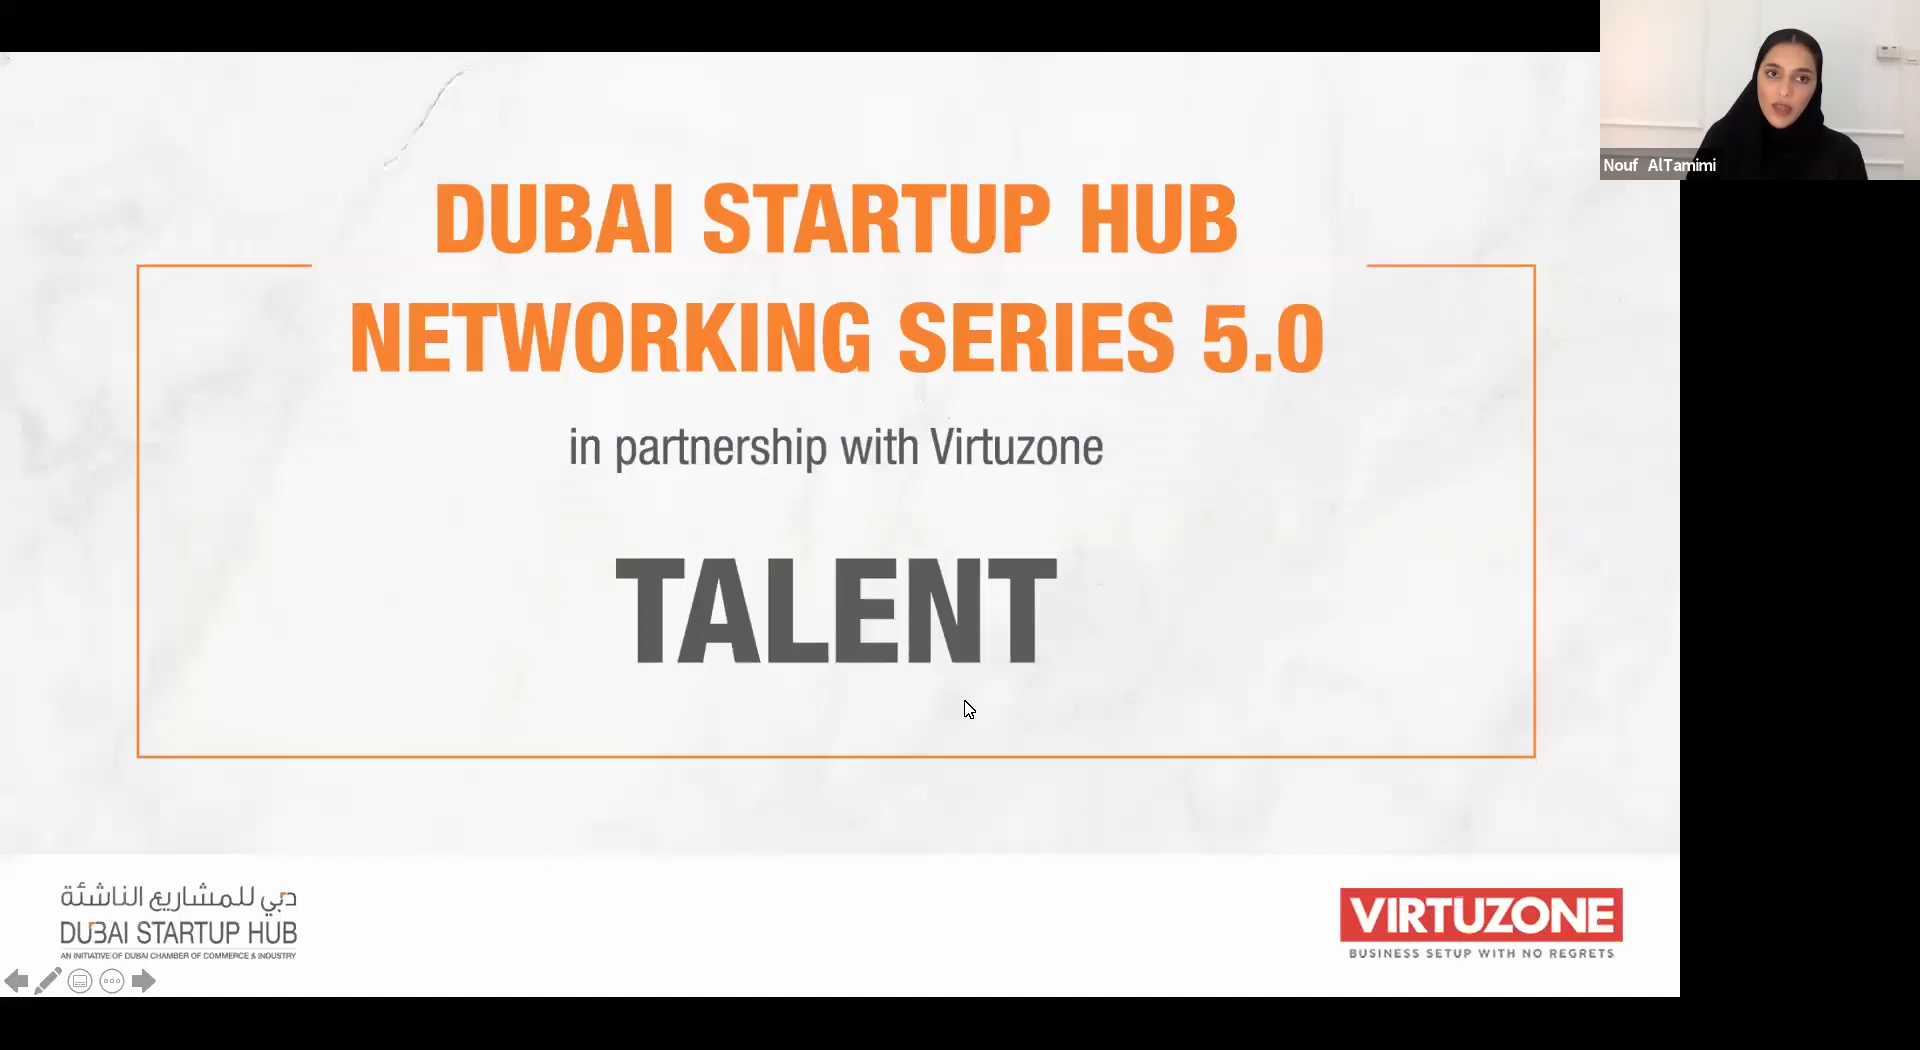 Nouf AlTamimi
DUBAI STARTUP HUB
NETWORKING SERIES 5.0
in partnership with Virtuzone
TALENT
دبي للمشاريع الناشئة
DUBAI STARTUP HUB
AN INITIATIVE OF DUBAI CHAMBER OF COMMERCE & INDUSTRY
VIRTUZONE
BUSINESS SETUP WITH NO REGRETS